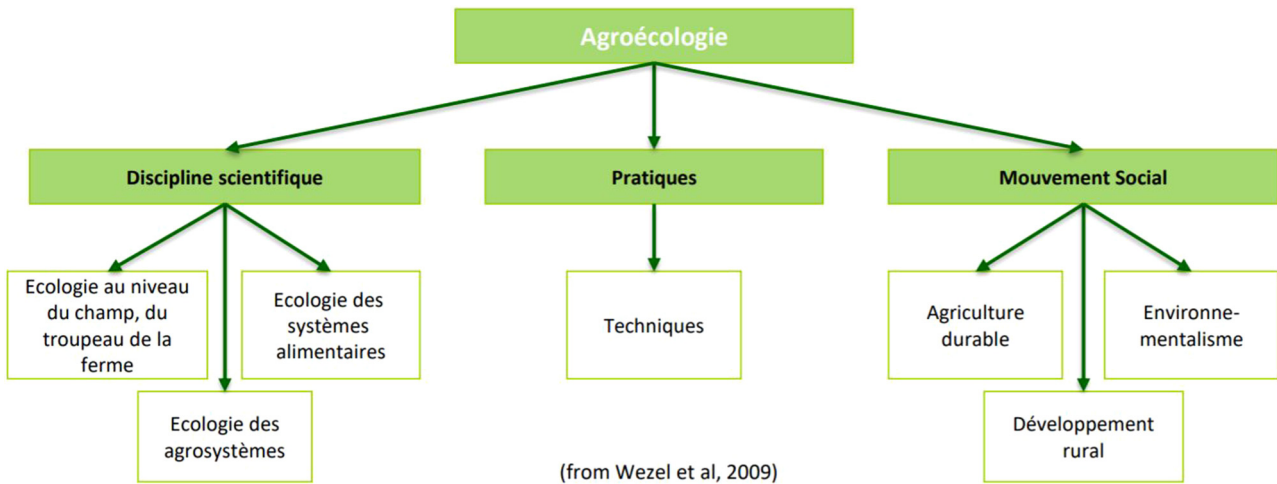 Agroécologie
Discipline scientifique
Pratiques
Mouvement Social
Ecologie au niveau
du champ, du
troupeau de la
ferme
Ecologie des
systèmes
alimentaires
Techniques
Agriculture
durable
Environne-
mentalisme
Ecologie des
agrosystèmes
Développement
rural
(from Wezel et al, 2009)